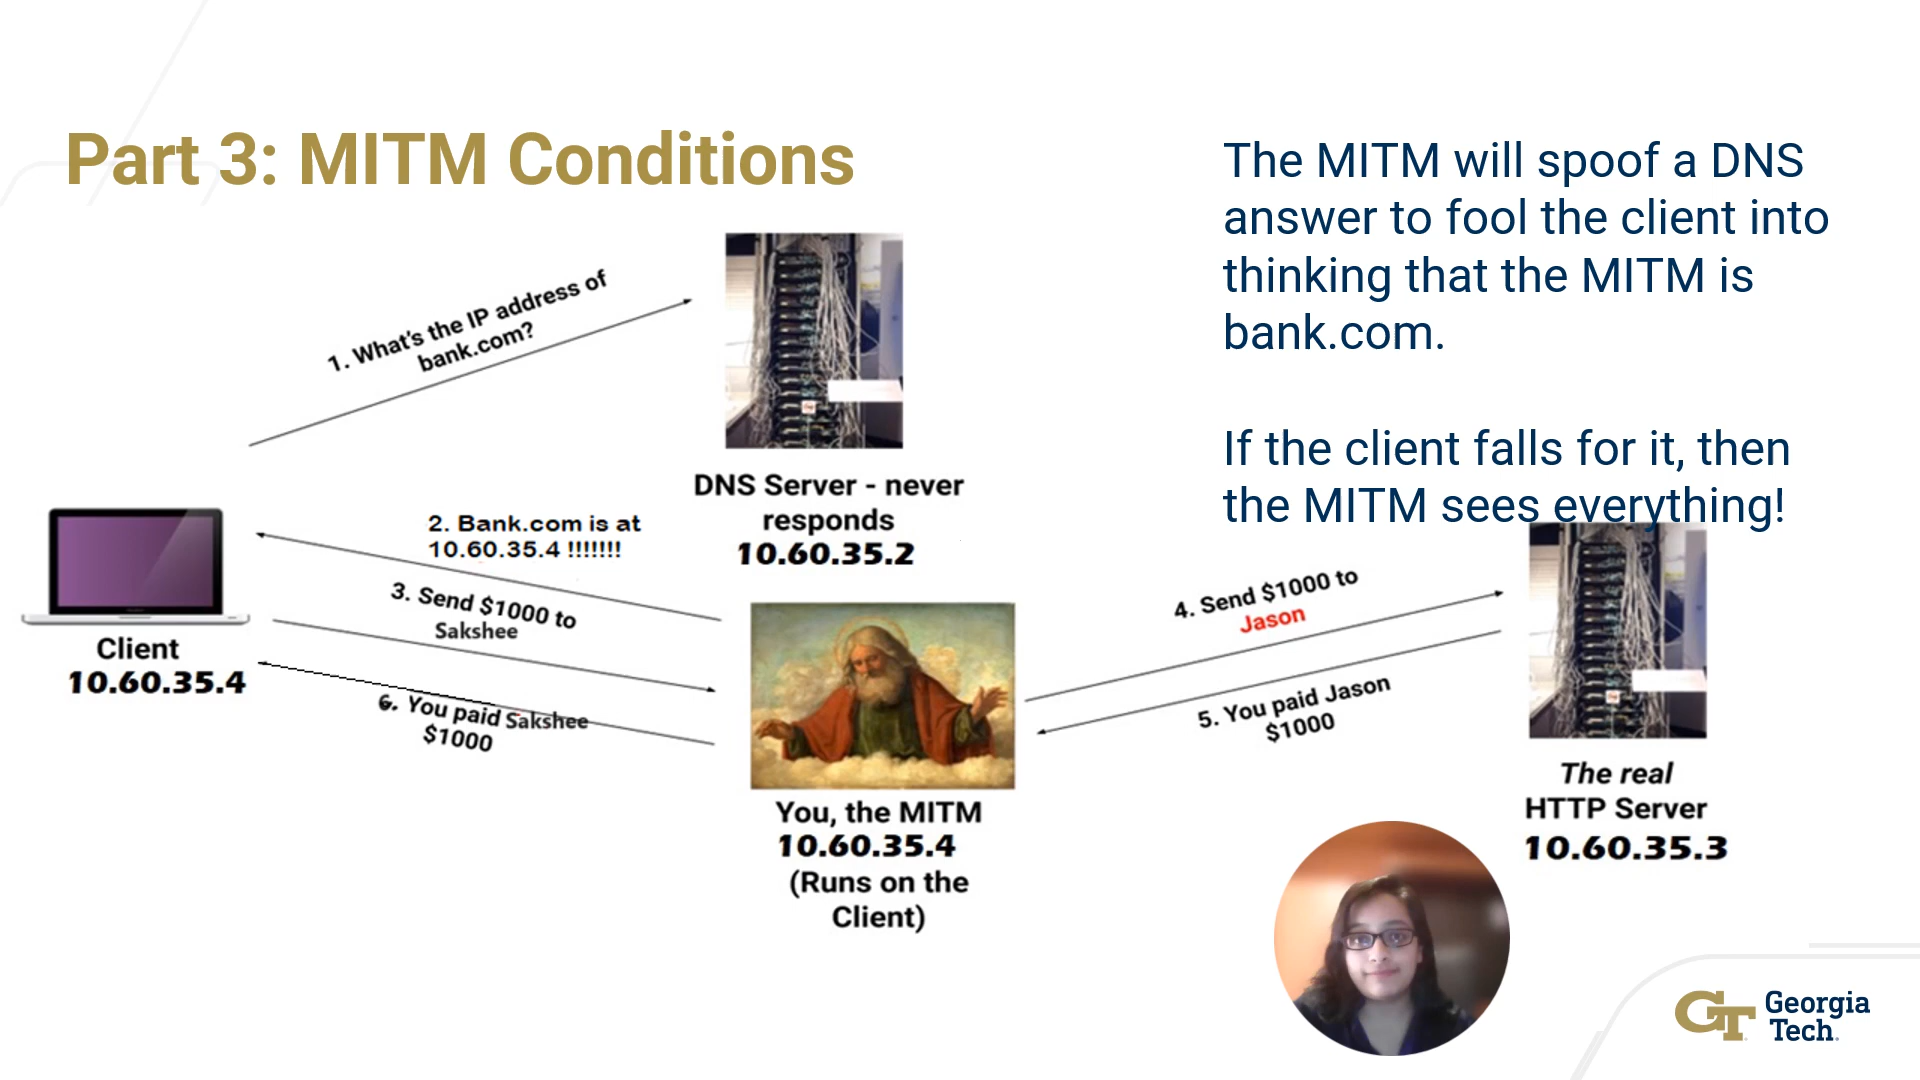 Part 3: MITM Conditions
The MITM will spoof a DNS
answer to fool the client into
thinking that the MITM is
bank.com.
If the client falls for it, then
the MITM sees everything!
1. What's the IP address of
bank.com?
DNS Server - never
responds
10.60.35.2
2. Bank.com is at
10.60.35.4 !!!!!!!
3. Send $1000 to
Sakshee
Client
10.60.35.4
6. You paid Sakshee
$1000
4. Send $1000 to
Jason
5. You paid Jason
$1000
You, the MITM
10.60.35.4
(Runs on the
Client)
The real
HTTP Server
10.60.35.3
GT
Georgia
Tech.